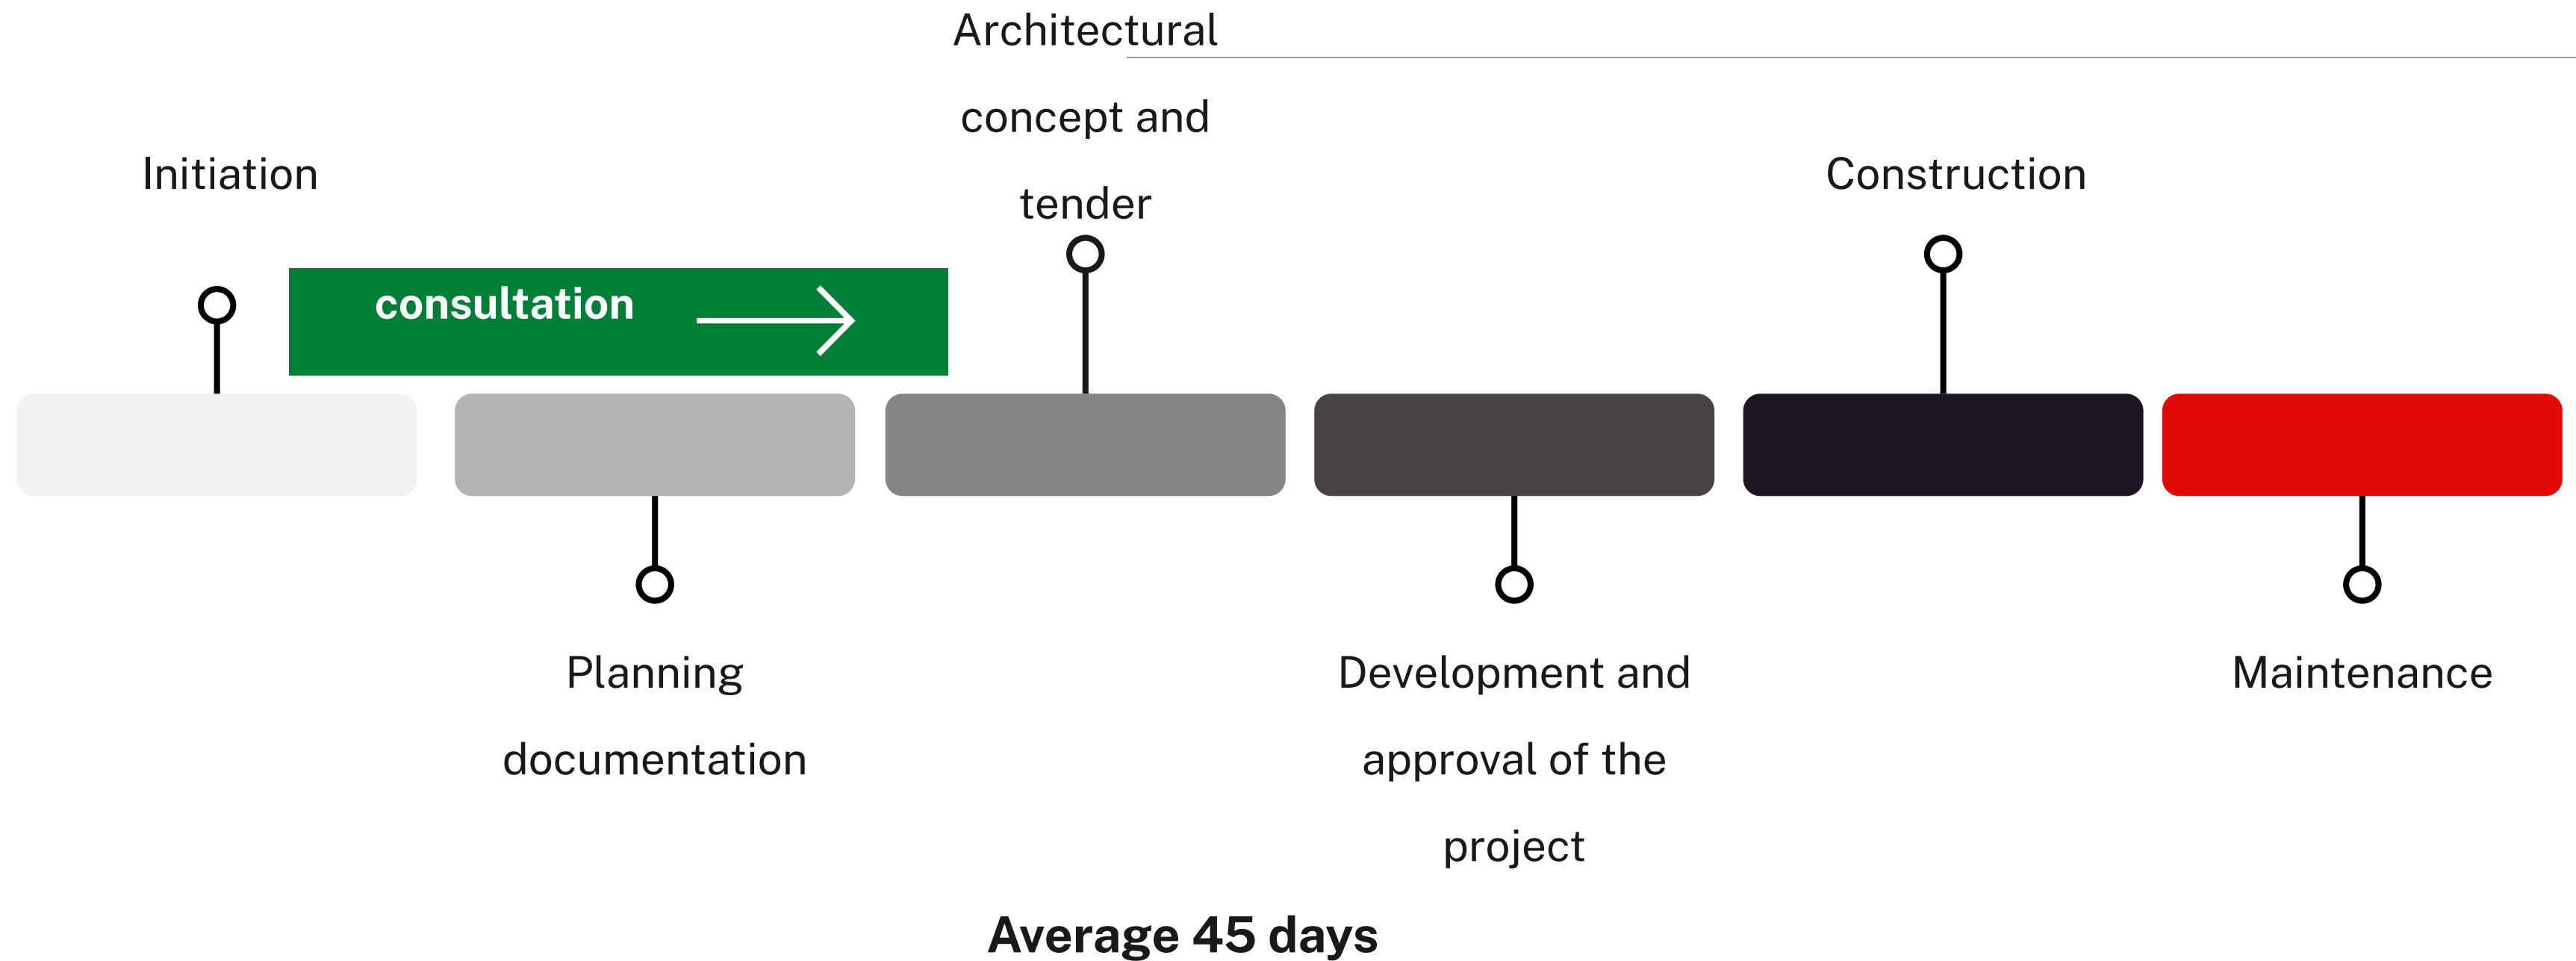 Architectural
concept and
tender
Initiation
Construction
consultation
Planning
documentation
Development and
approval of the
project
Maintenance
Average 45 days